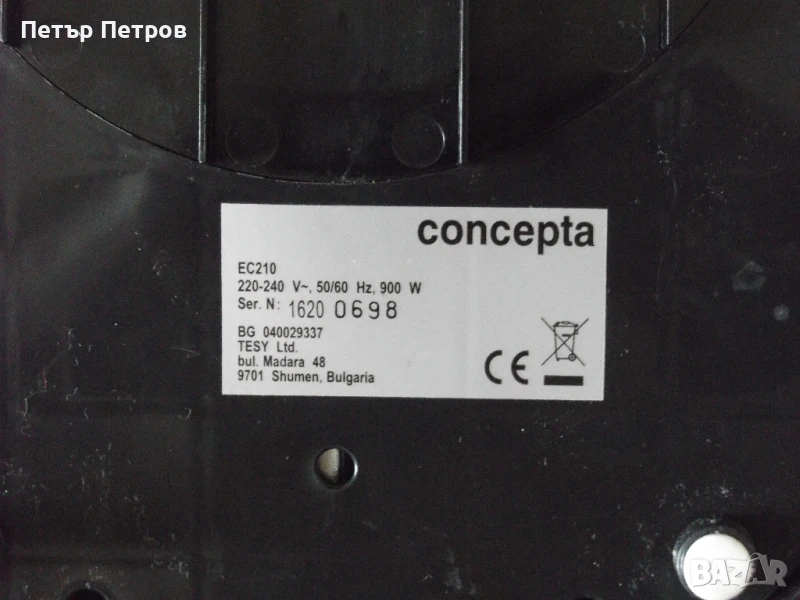 Петър Петров
concepta
EC210
220-240 V~, 50/60 Hz, 900 W
Ser. N: 1620 0698
BG 040029337
TESY Ltd.
bul. Madara 48
9701 Shumen, Bulgaria
CE
BAZAR